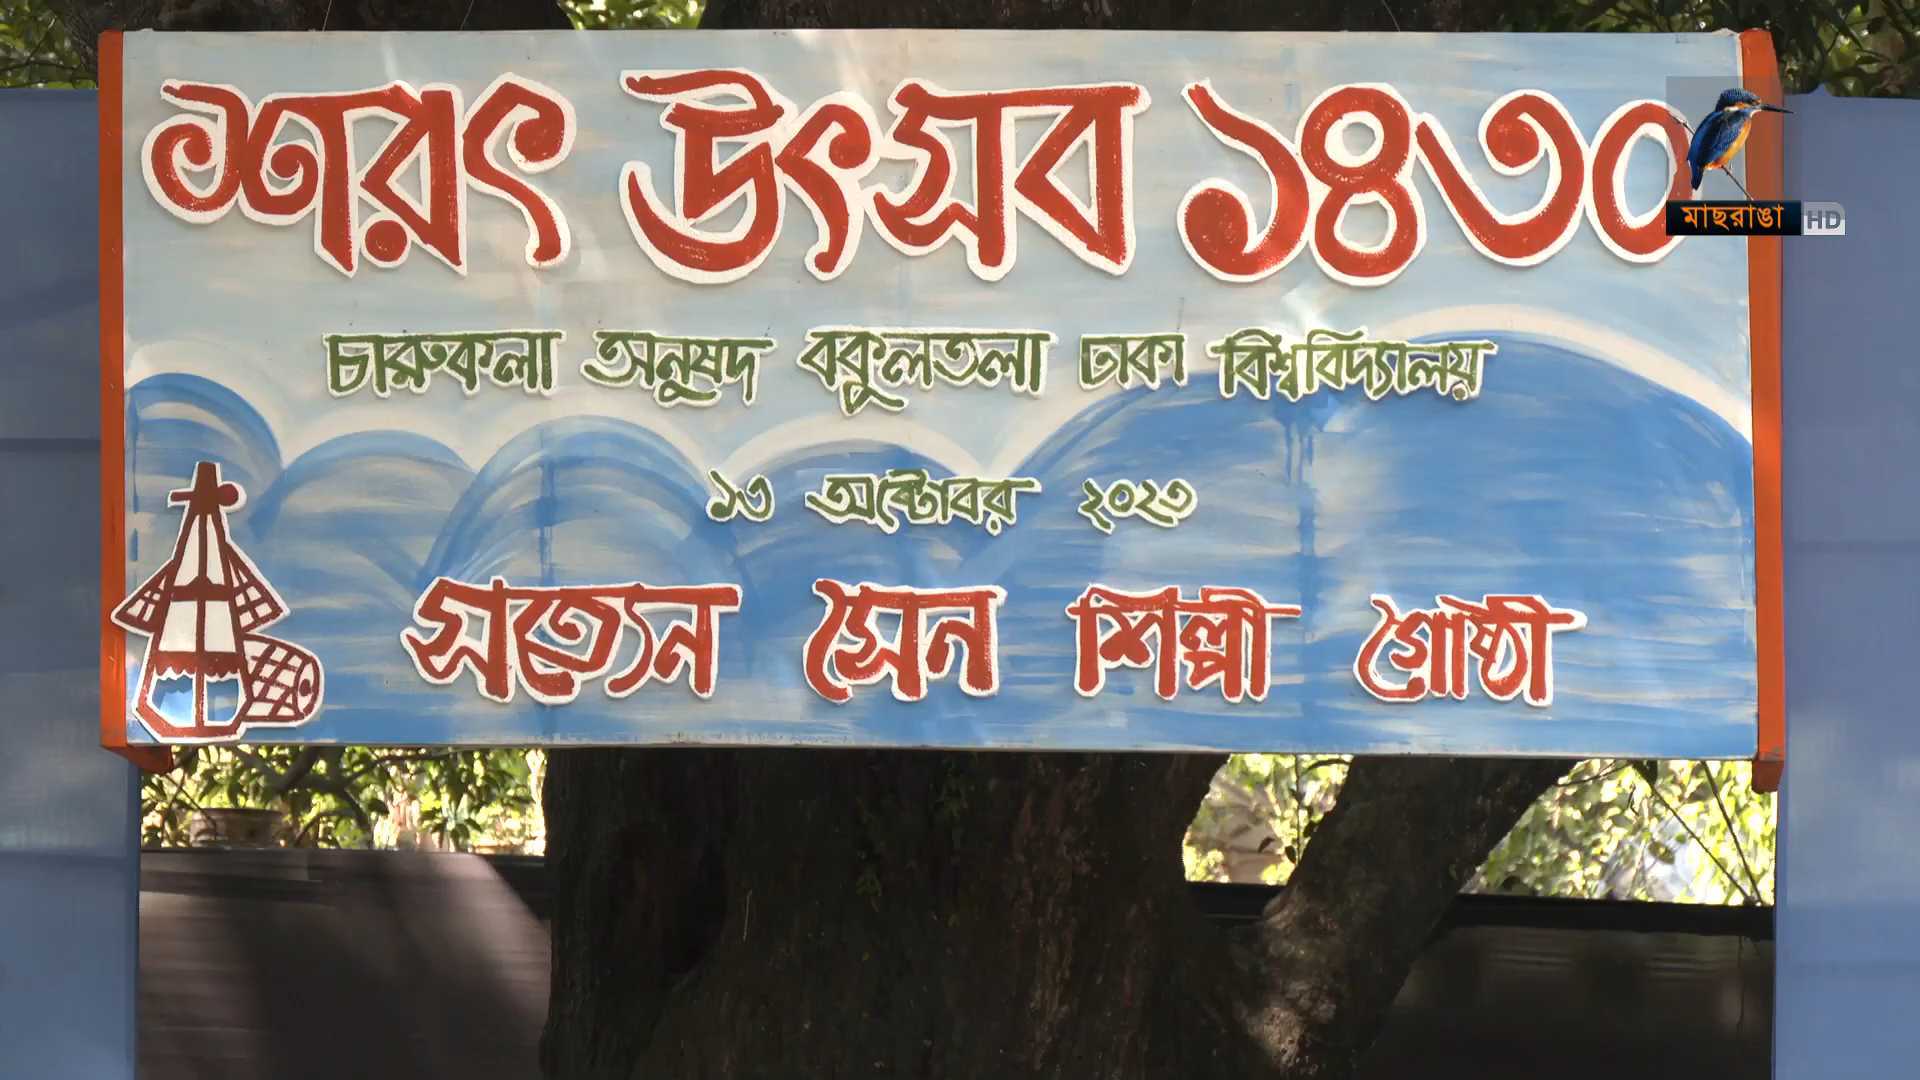 শরৎ উৎসব ১৪৩০
মাছরাঙা HD
চারুকলা অনুষদ বকুলতলা ঢাকা বিশ্ববিদ্যালয়
১৩ অক্টোবর ২০২৩
সত্যেন সেন শিল্পী গোষ্ঠী